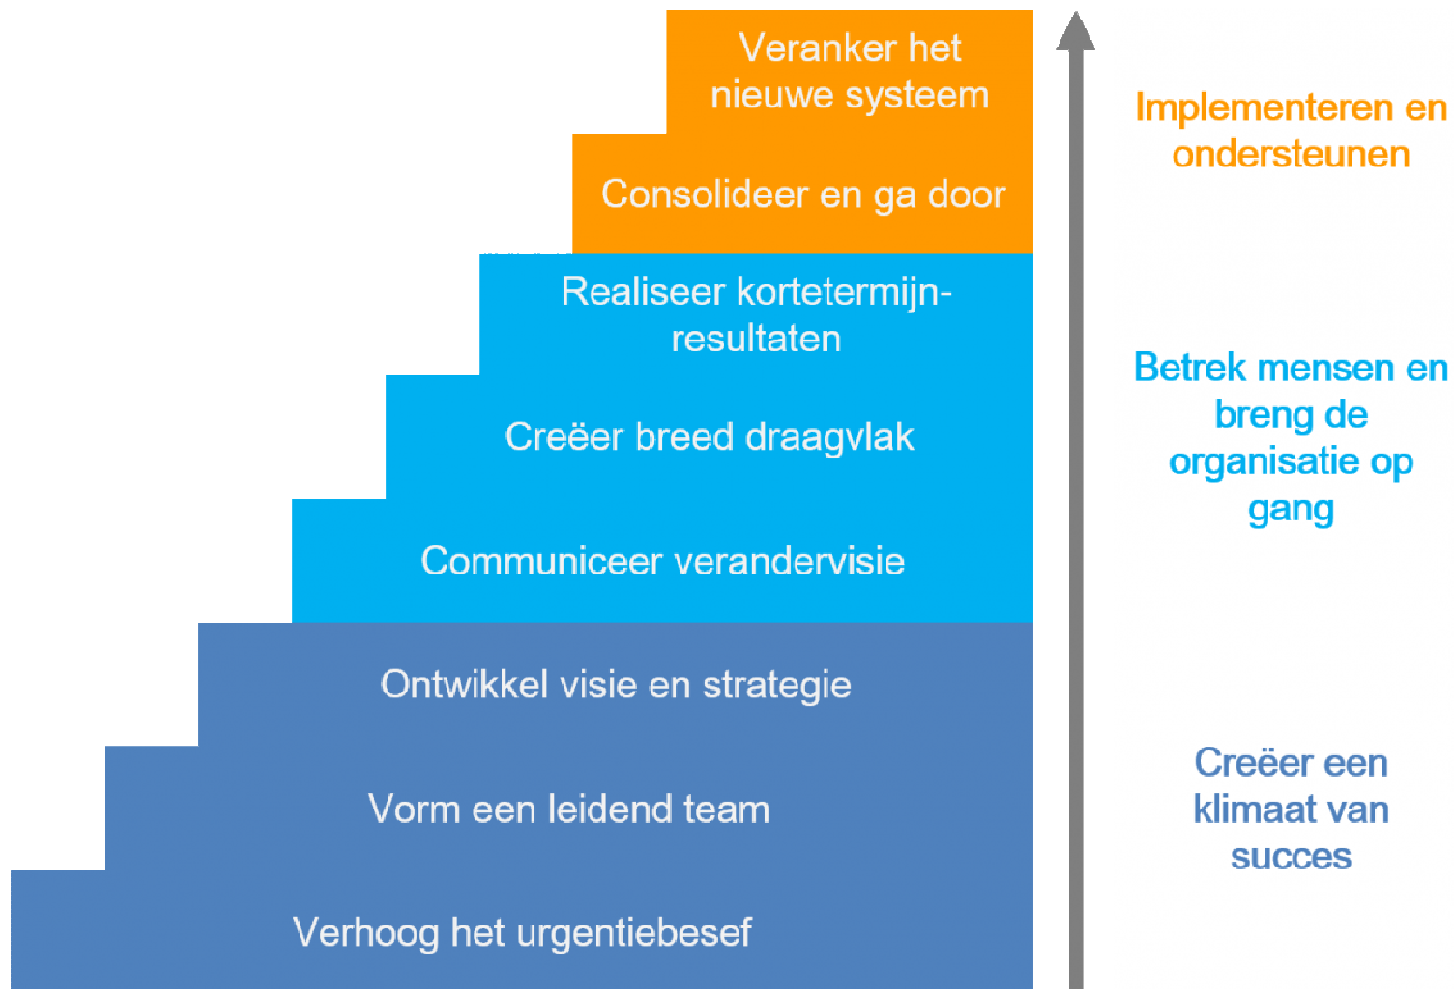 Veranker het
nieuwe systeem
Consolideer en ga door
Realiseer kortetermijn-
resultaten
Creëer breed draagvlak
Communiceer verandervisie
Ontwikkel visie en strategie
Vorm een leidend team
Verhoog het urgentiebesef
Implementeren en
ondersteunen
Betrek mensen en
breng de
organisatie op
gang
Creëer een
klimaat van
succes